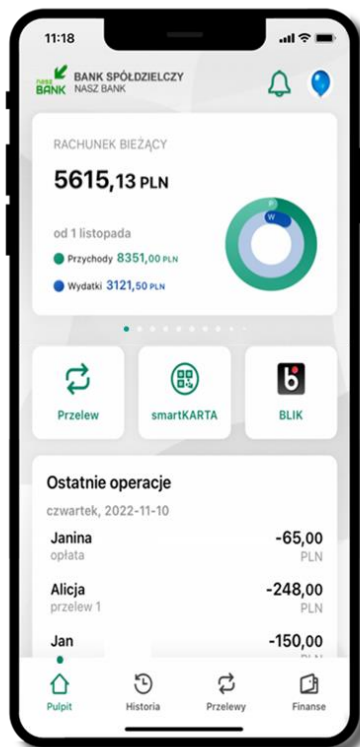 11:18
nasz
BANK
BANK SPÓŁDZIELCZY
NASZ BANK
RACHUNEK BIEŻĄCY
5615,13 PLN
od 1 listopada
Przychody 8351,00 PLN
Wydatki 3121,50 PLN
P
W
Przelew
smartKARTA
BLIK
Ostatnie operacje
czwartek, 2022-11-10
Janina -65,00
opłata PLN
Alicja -248,00
przelew 1 PLN
Jan -150,00
Pulpit
Historia
Przelewy
Finanse